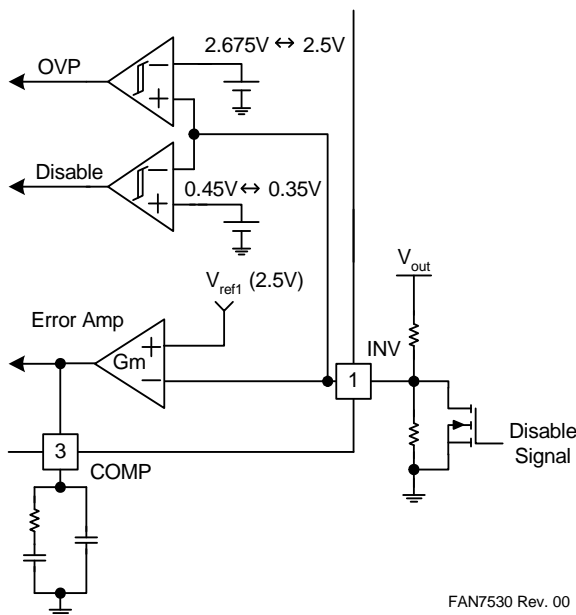 2.675V ↔ 2.5V
OVP
−
+
Disable
−
0.45V ↔ 0.35V
+
V_out
V_ref1 (2.5V)
Error Amp
+
Gm
−
INV
1
Disable
Signal
3
COMP
FAN7530 Rev. 00